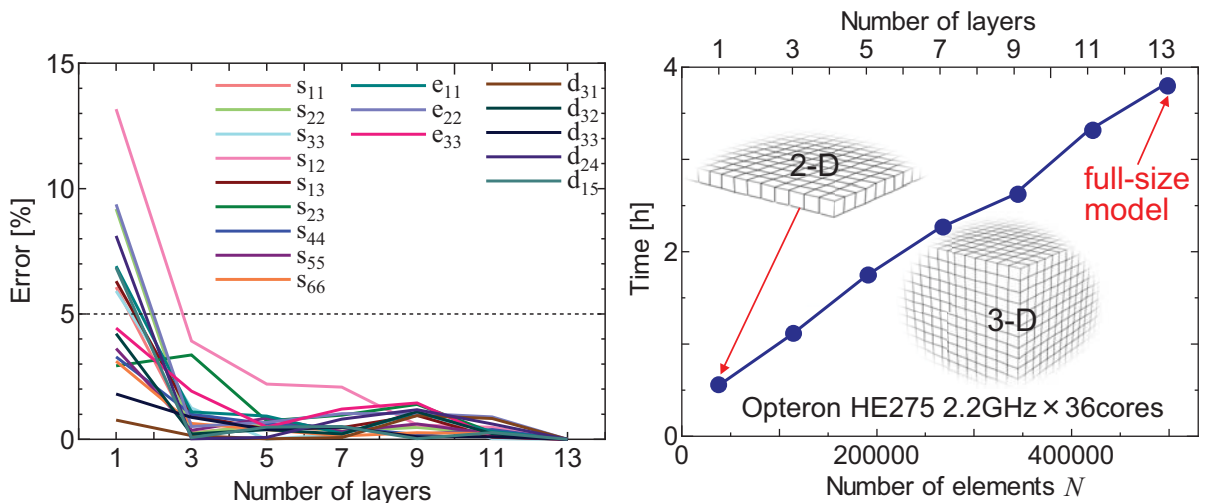 15
10
5
0
Error [%]
1 3 5 7 9 11 13
Number of layers
s11
s22
s33
s12
s13
s23
s44
s55
s66
e11
e22
e33
d31
d32
d33
d24
d15
Number of layers
1 3 5 7 9 11 13
4
2
0
Time [h]
2-D
3-D
full-size
model
Opteron HE275 2.2GHz×36cores
0 200000 400000
Number of elements N